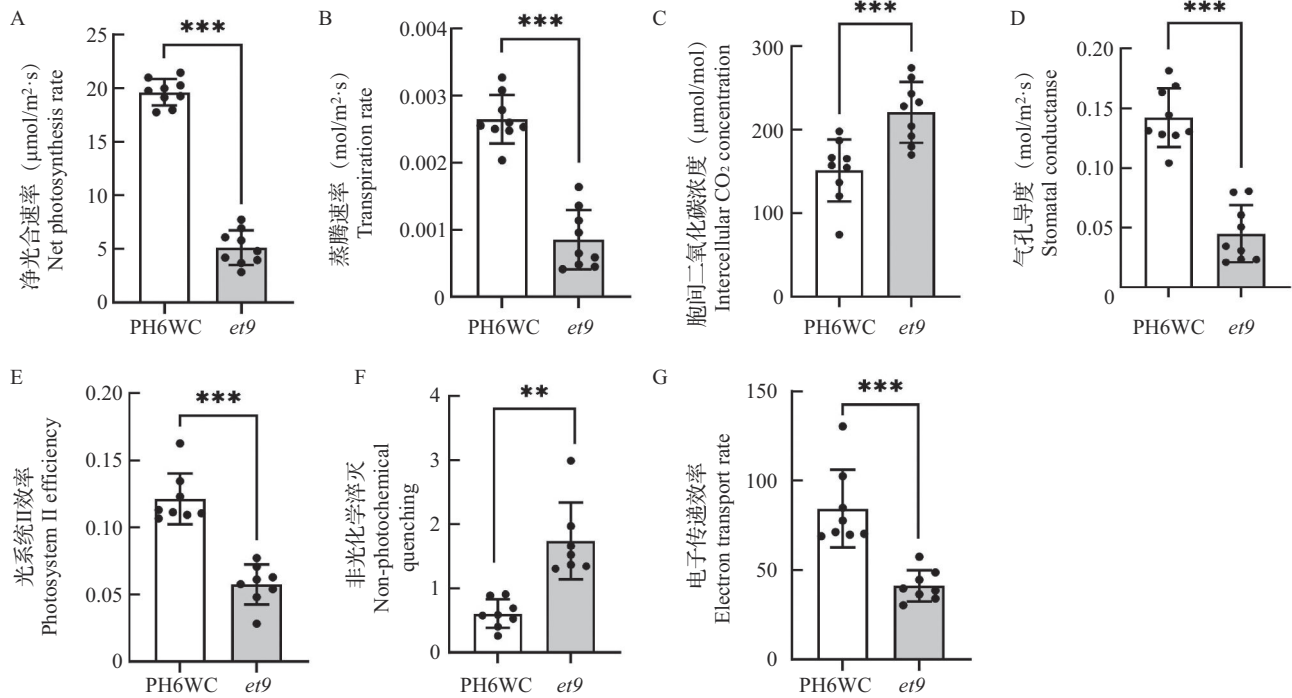 A
净光合速率（μmol/m²·s）
Net photosynthesis rate
25
20
15
10
5
0
***
PH6WC
et9
B
蒸腾速率（mol/m²·s）
Transpiration rate
0.004
0.003
0.002
0.001
0
***
PH6WC
et9
C
胞间二氧化碳浓度（μmol/mol）
Intercellular CO₂ concentration
300
200
100
0
***
PH6WC
et9
D
气孔导度（mol/m²·s）
Stomatal conductanse
0.20
0.15
0.10
0.05
0
***
PH6WC
et9
E
光系统II效率
Photosystem II efficiency
0.20
0.15
0.10
0.05
0
***
PH6WC
et9
F
非光化学淬灭
Non-photochemical
quenching
4
3
2
1
0
**
PH6WC
et9
G
电子传递效率
Electron transport rate
150
100
50
0
***
PH6WC
et9